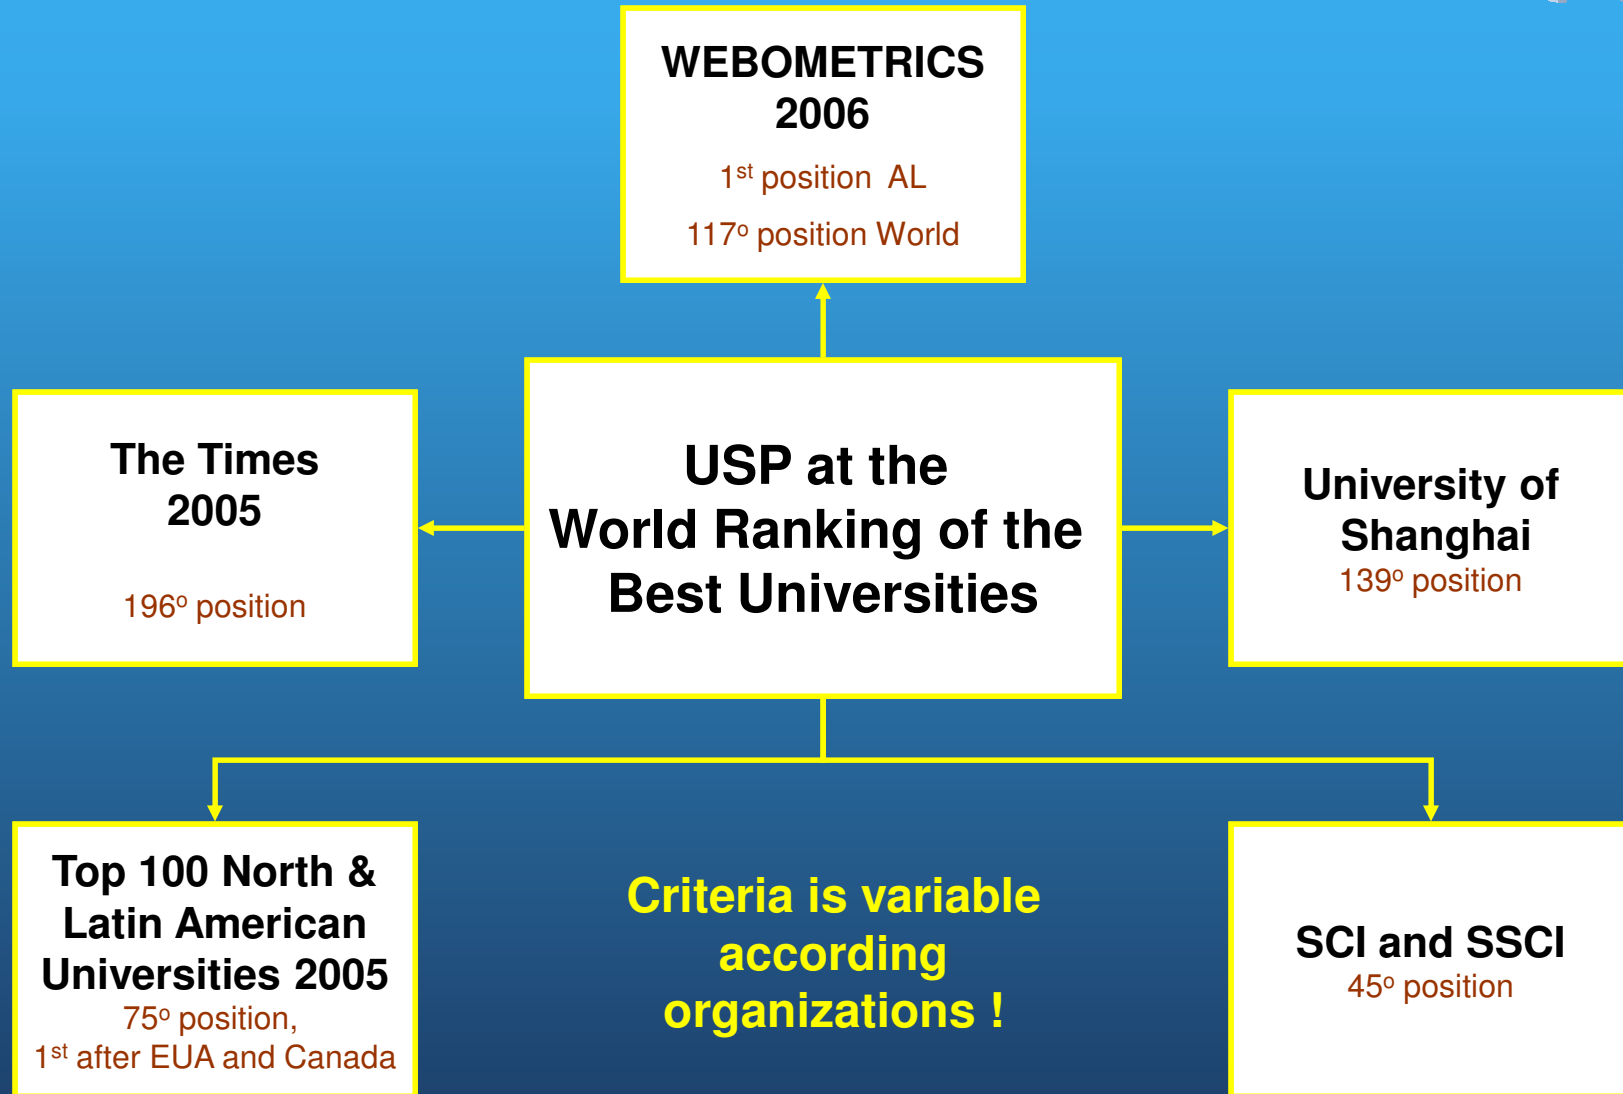 WEBOMETRICS
2006
1st position AL
117º position World
The Times
2005
196º position
USP at the
World Ranking of the
Best Universities
University of
Shanghai
139º position
Top 100 North &
Latin American
Universities 2005
75º position,
1st after EUA and Canada
Criteria is variable
according
organizations !
SCI and SSCI
45º position